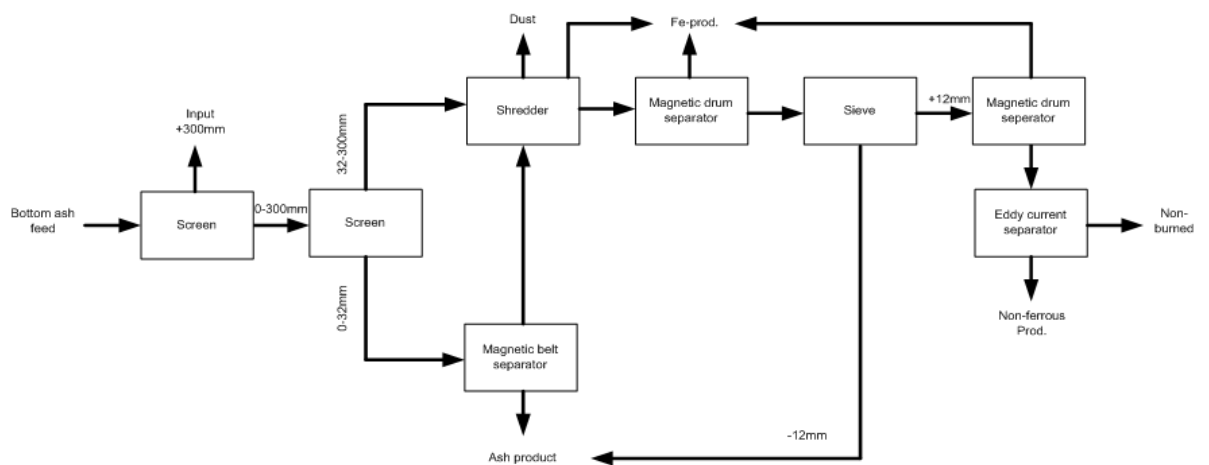 Dust
Fe-prod.
Input
+300mm
32-300mm
Shredder
Magnetic drum
separator
Sieve
+12mm
Magnetic drum
seperator
Bottom ash
feed
Screen
0-300mm
Screen
Eddy current
separator
Non-
burned
0-32mm
Non-ferrous
Prod.
Magnetic belt
separator
-12mm
Ash product